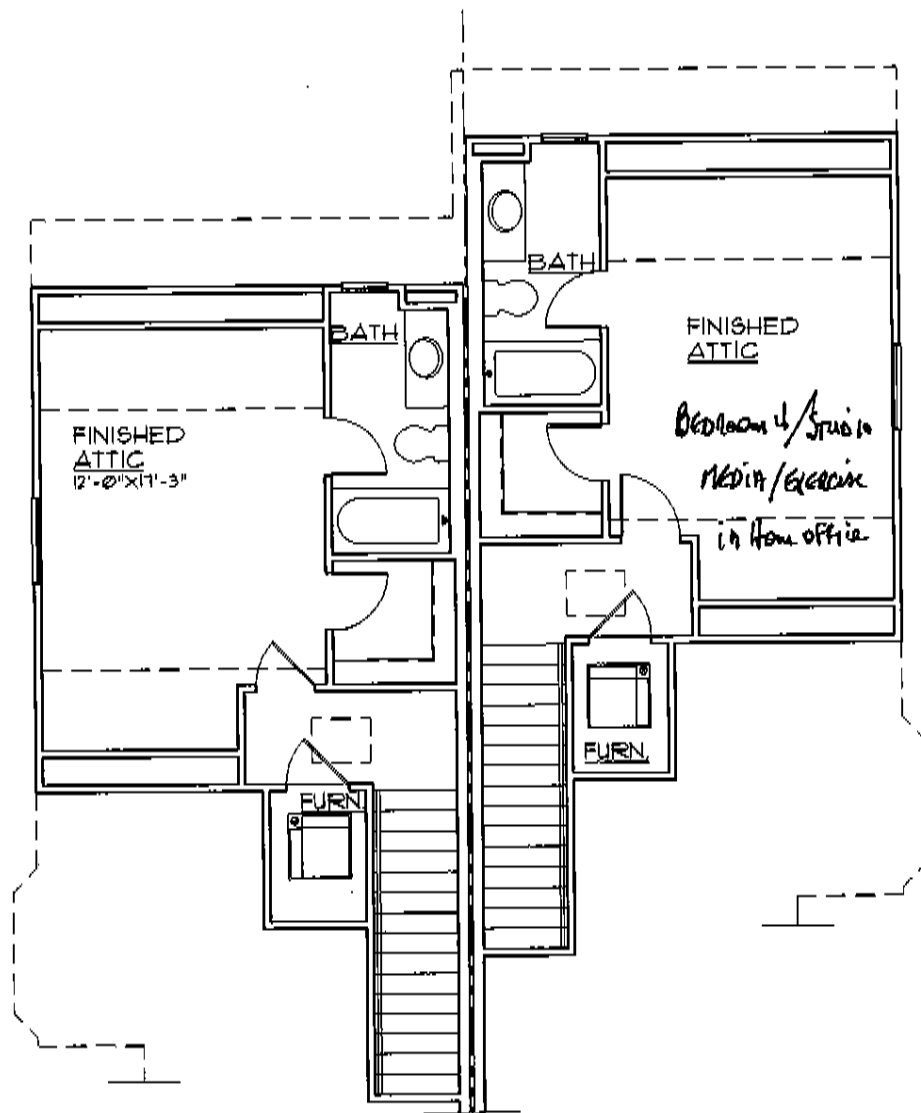 BATH
FINISHED
ATTIC
BEDROOM 4/STUDIO
MEDIA/EXERCISE
in Home office
FURN.
BATH
FINISHED
ATTIC
12'-0"X17'-3"
FURN.